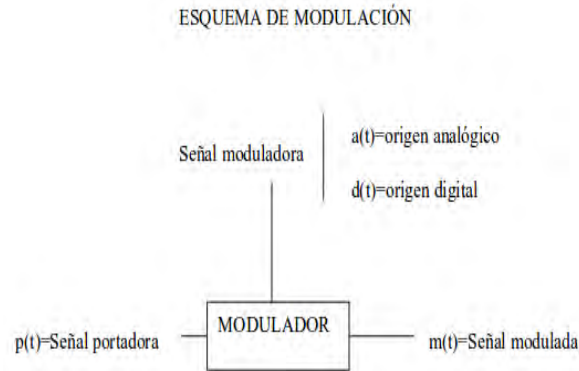 ESQUEMA DE MODULACIÓN
Señal moduladora
a(t)=origen analógico
d(t)=origen digital
p(t)=Señal portadora
MODULADOR
m(t)=Señal modulada